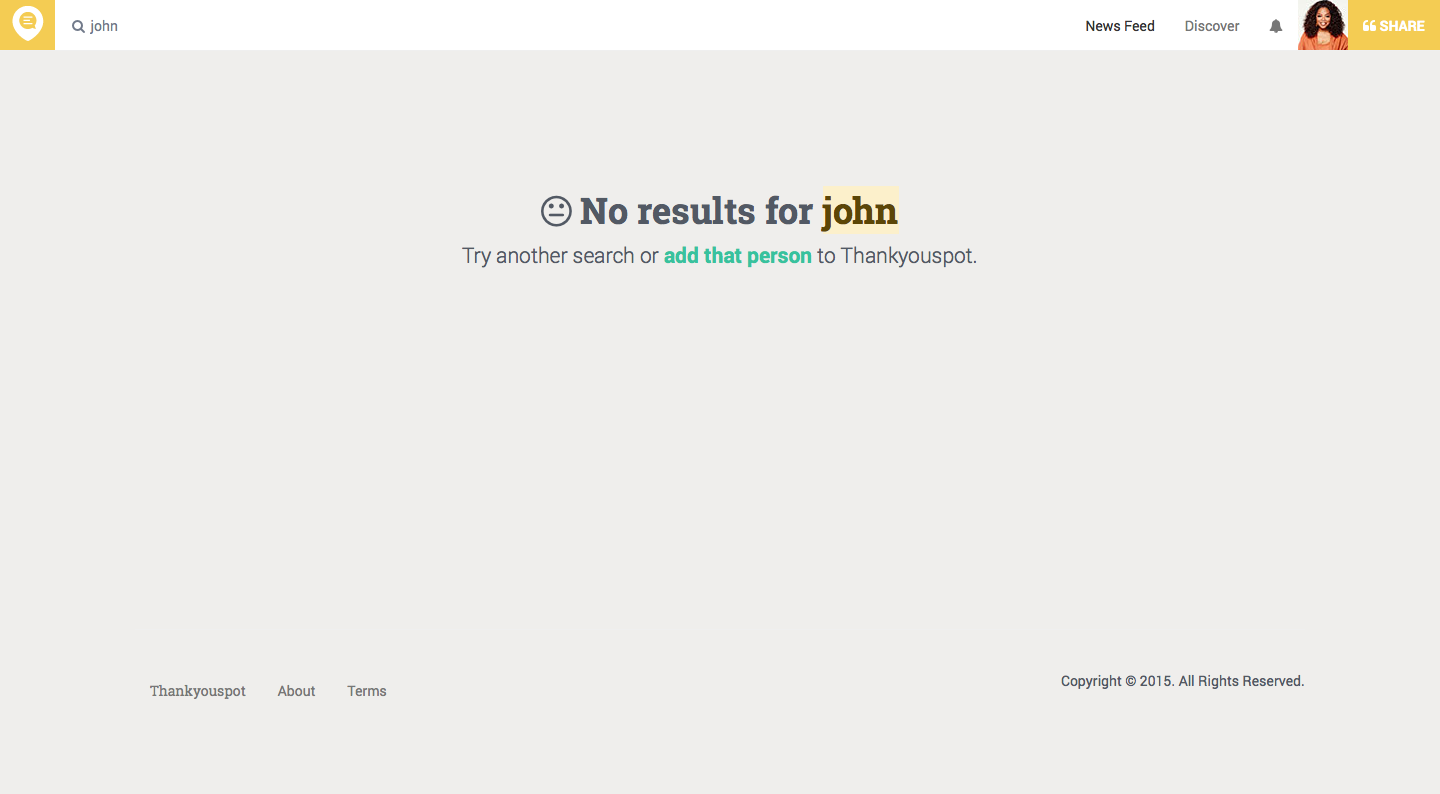 john
News Feed
Discover
SHARE
No results for john
Try another search or add that person to Thankyouspot.
Thankyouspot
About
Terms
Copyright © 2015. All Rights Reserved.